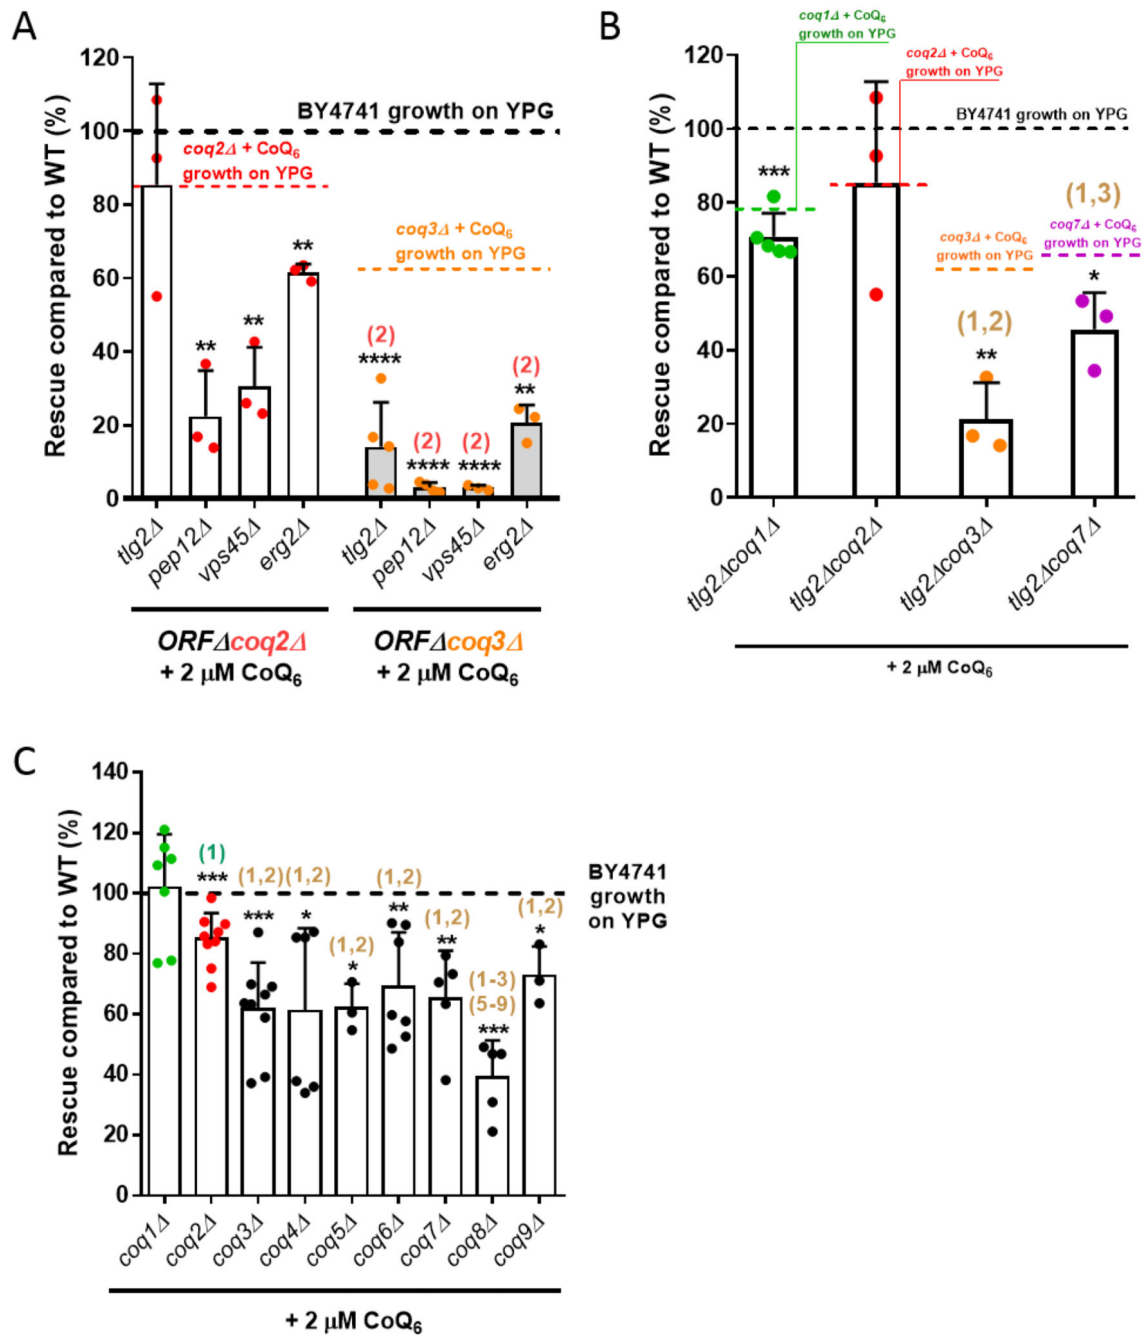 A
Rescue compared to WT (%)
120
100
80
60
40
20
0
BY4741 growth on YPG
coq2Δ + CoQ6
growth on YPG
coq3Δ + CoQ6
growth on YPG
**
**
**
(2)
****
(2)
****
(2)
****
(2)
**
tlg2Δ
pep12Δ
vps45Δ
erg2Δ
tlg2Δ
pep12Δ
vps45Δ
erg2Δ
ORFΔcoq2Δ
+ 2 µM CoQ6
ORFΔcoq3Δ
+ 2 µM CoQ6
B
Rescue compared to WT (%)
120
100
80
60
40
20
0
coq1Δ + CoQ6
growth on YPG
coq2Δ + CoQ6
growth on YPG
BY4741 growth on YPG
***
coq3Δ + CoQ6
growth on YPG
(1,2)
**
(1,3)
coq7Δ + CoQ6
growth on YPG
*
tlg2Δcoq1Δ
tlg2Δcoq2Δ
tlg2Δcoq3Δ
tlg2Δcoq7Δ
+ 2 µM CoQ6
C
Rescue compared to WT (%)
140
120
100
80
60
40
20
0
(1)
***
(1,2)
***
(1,2)
*
(1,2)
*
(1,2)
**
(1,2)
**
(1-3)
(5-9)
***
(1,2)
*
BY4741
growth
on YPG
coq1Δ
coq2Δ
coq3Δ
coq4Δ
coq5Δ
coq6Δ
coq7Δ
coq8Δ
coq9Δ
+ 2 µM CoQ6